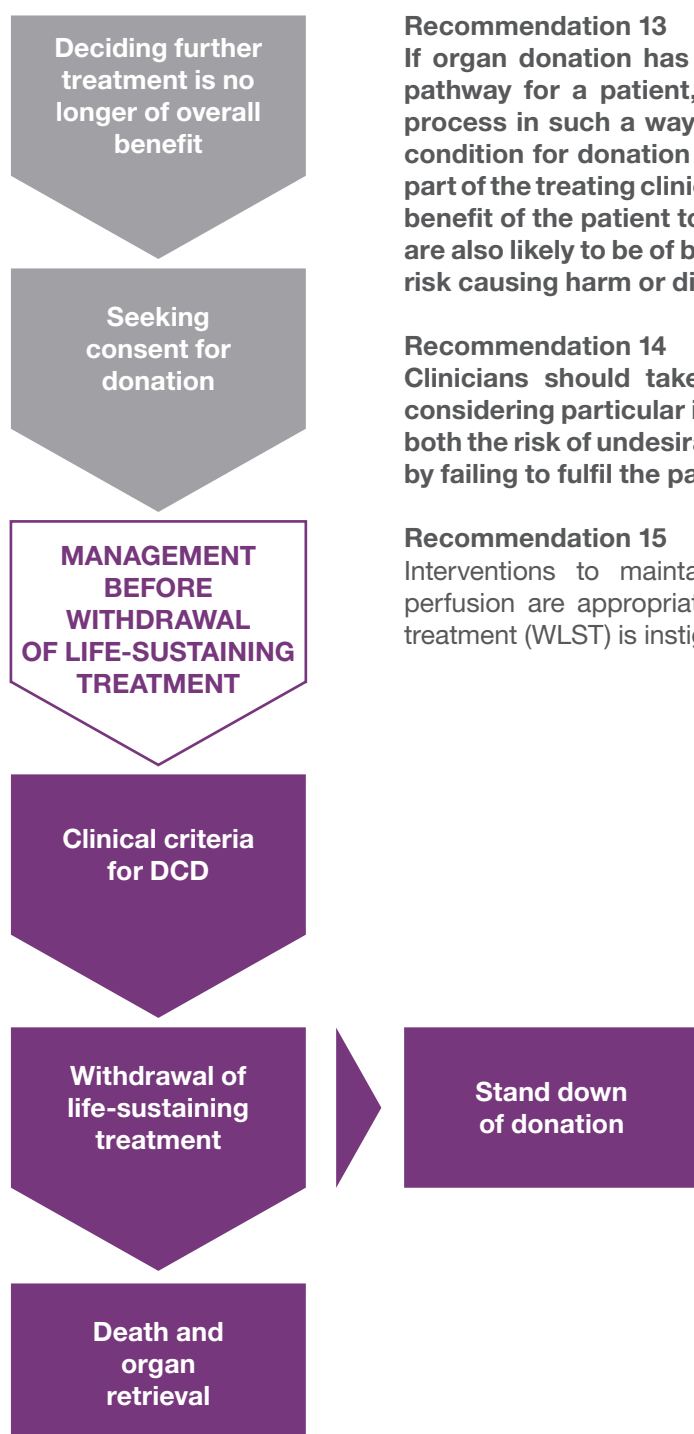 Deciding further
treatment is no
longer of overall
benefit
Seeking
consent for
donation
MANAGEMENT
BEFORE
WITHDRAWAL
OF LIFE-SUSTAINING
TREATMENT
Clinical criteria
for DCD
Withdrawal of
life-sustaining
treatment
Stand down
of donation
Death and
organ
retrieval
Recommendation 13
If organ donation has
pathway for a patient,
process in such a way
condition for donation
part of the treating clini
benefit of the patient to
are also likely to be of b
risk causing harm or di
Recommendation 14
Clinicians should take
considering particular i
both the risk of undesira
by failing to fulfil the pa
Recommendation 15
Interventions to mainta
perfusion are appropriat
treatment (WLST) is instig